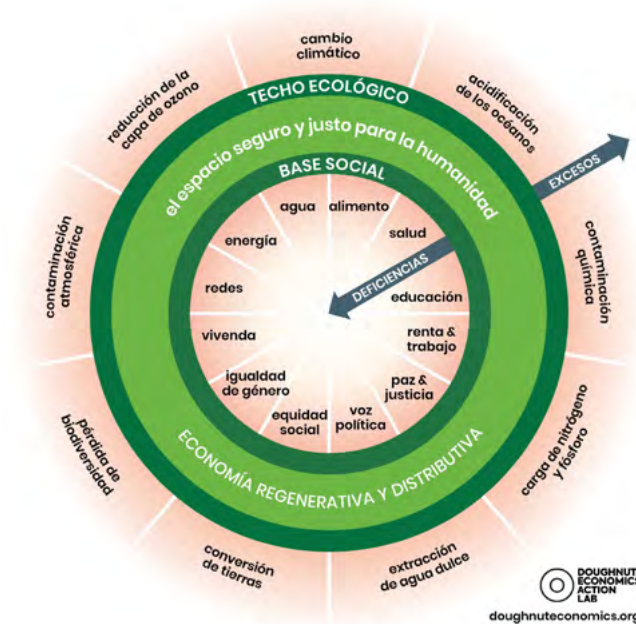 cambio
climático
TECHO ECOLÓGICO
reducción de la
capa de ozono
acidificación
de los océanos
el espacio seguro y justo para la humanidad
EXCESOS
BASE SOCIAL
agua
alimento
energía
salud
DEFICIENCIAS
contaminación
atmosférica
contaminación
química
redes
educación
vivienda
renta &
trabajo
igualdad
de género
paz &
justicia
equidad
social
voz
política
pérdida de
biodiversidad
carga de nitrógeno
y fósforo
ECONOMÍA REGENERATIVA Y DISTRIBUTIVA
conversión
de tierras
extracción
de agua dulce
DOUGHNUT
ECONOMICS
ACTION
LAB
doughnuteconomics.org